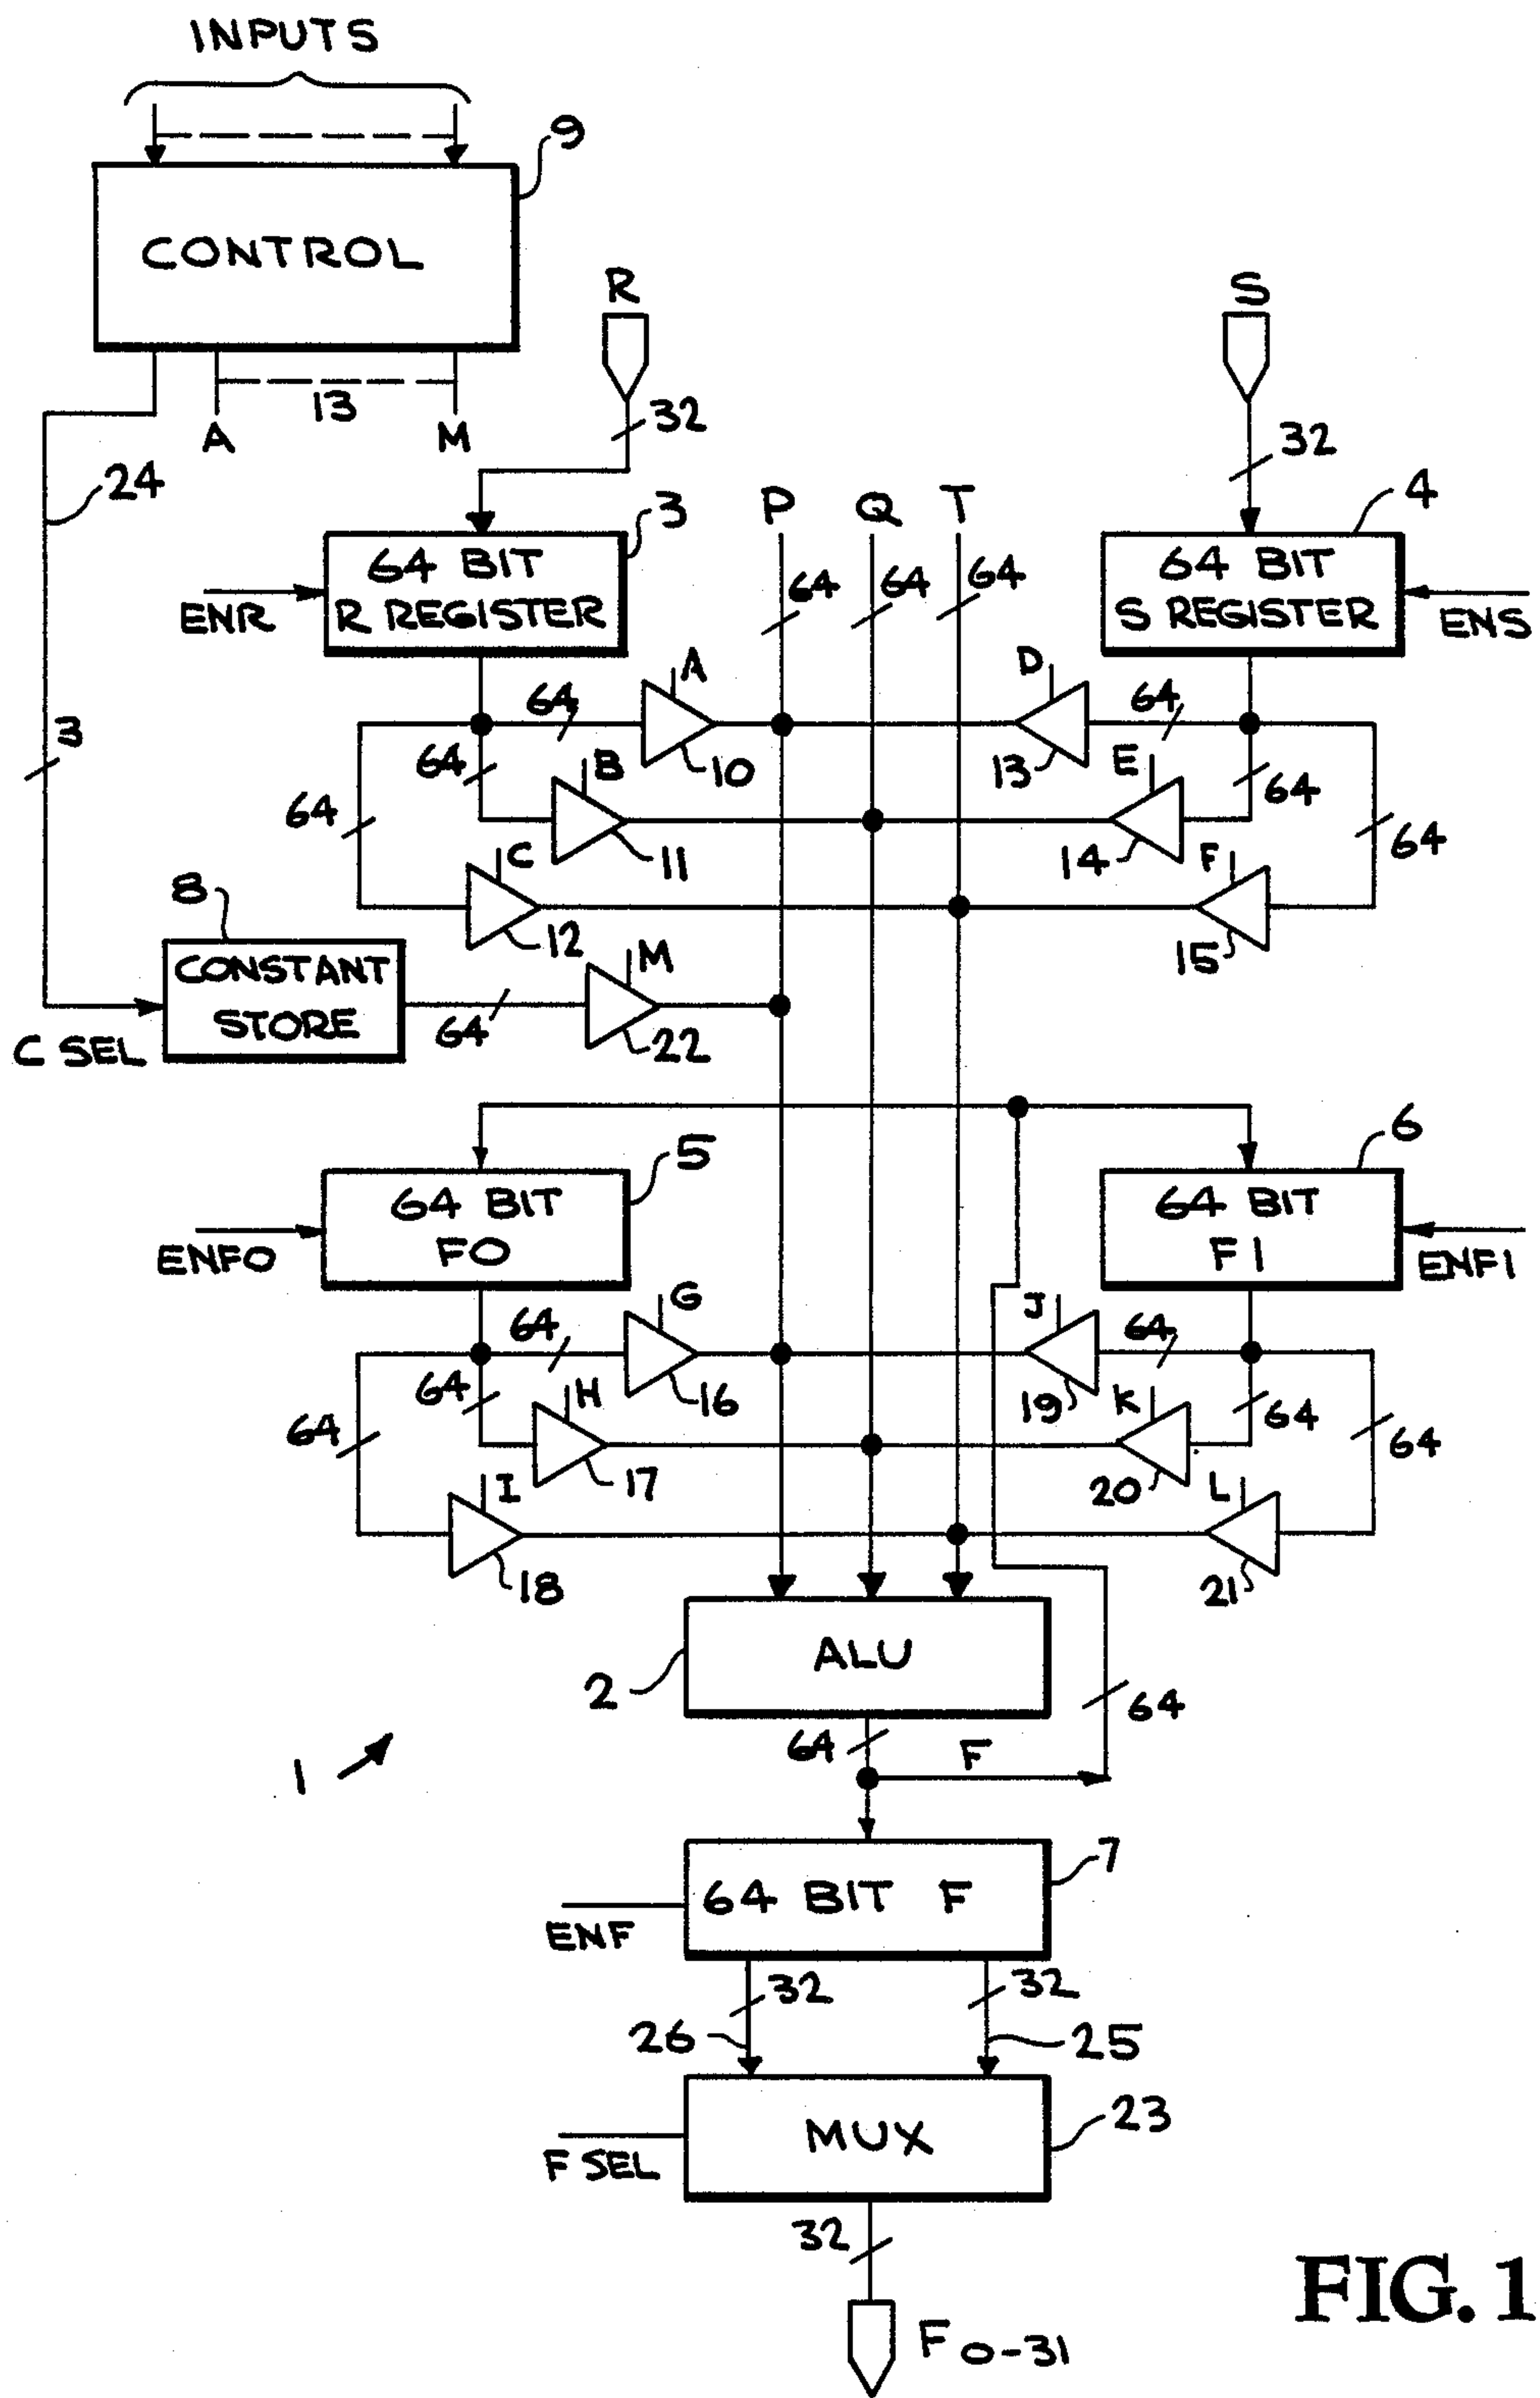 INPUTS
9
CONTROL
R
S
13
A
M
32
32
24
P
Q
T
3
4
64 BIT
R REGISTER
64
64
64
64 BIT
S REGISTER
ENR
ENS
A
D
64
64
3
64
B
10
13
E
64
64
C
11
14
F
64
8
12
15
CONSTANT
STORE
M
64
22
C SEL
5
6
64 BIT
F0
64 BIT
F1
ENF0
ENF1
G
J
64
64
64
H
16
19
K
64
64
I
17
20
L
64
18
21
ALU
2
64
64
F
1
7
64 BIT F
ENF
32
32
26
25
23
MUX
F SEL
32
F 0-31
FIG. 1